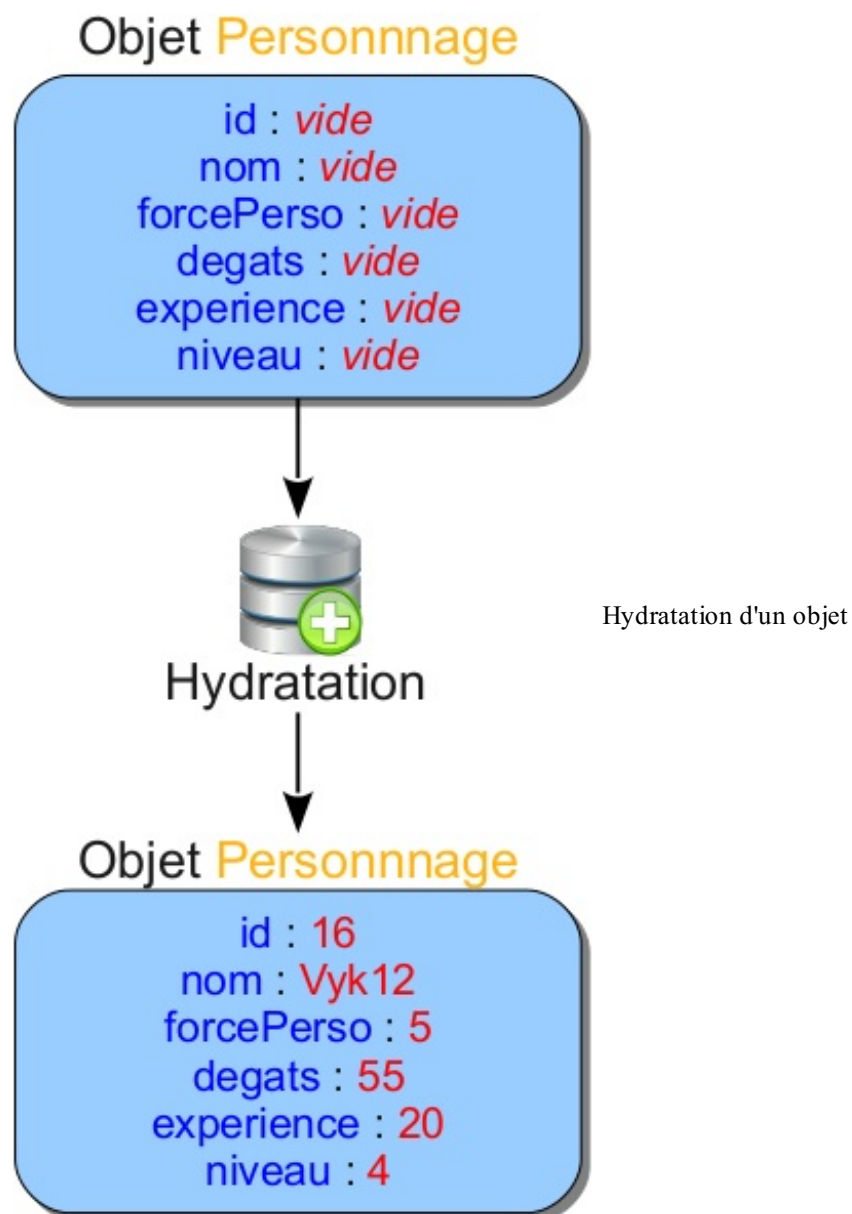 Objet Personnnage
id : vide
nom : vide
forcePerso : vide
degats : vide
experience : vide
niveau : vide
Hydratation
Hydratation d'un objet
Objet Personnnage
id : 16
nom : Vyk12
forcePerso : 5
degats : 55
experience : 20
niveau : 4